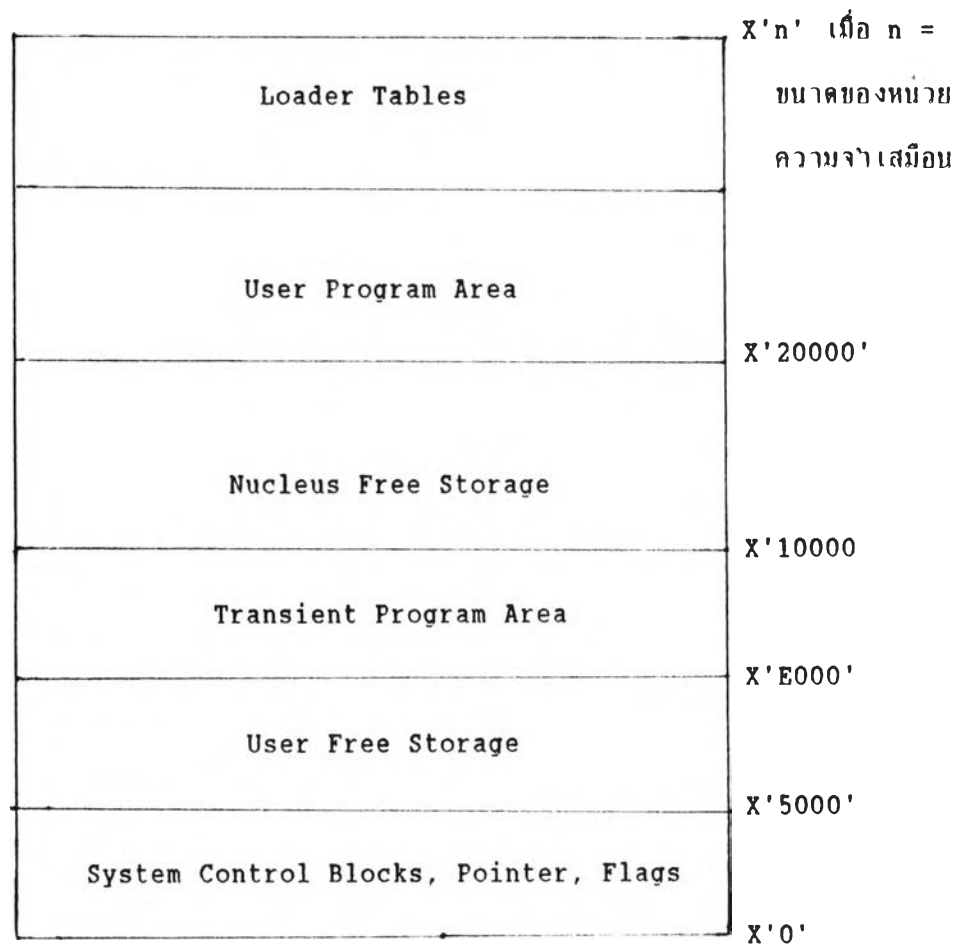 X'n' เมื่อ n =
Loader Tables
ขนาดของหน่วย
ความจำเสมือน
User Program Area
X'20000'
Nucleus Free Storage
X'10000
Transient Program Area
X'E000'
User Free Storage
X'5000'
System Control Blocks, Pointer, Flags
X'0'